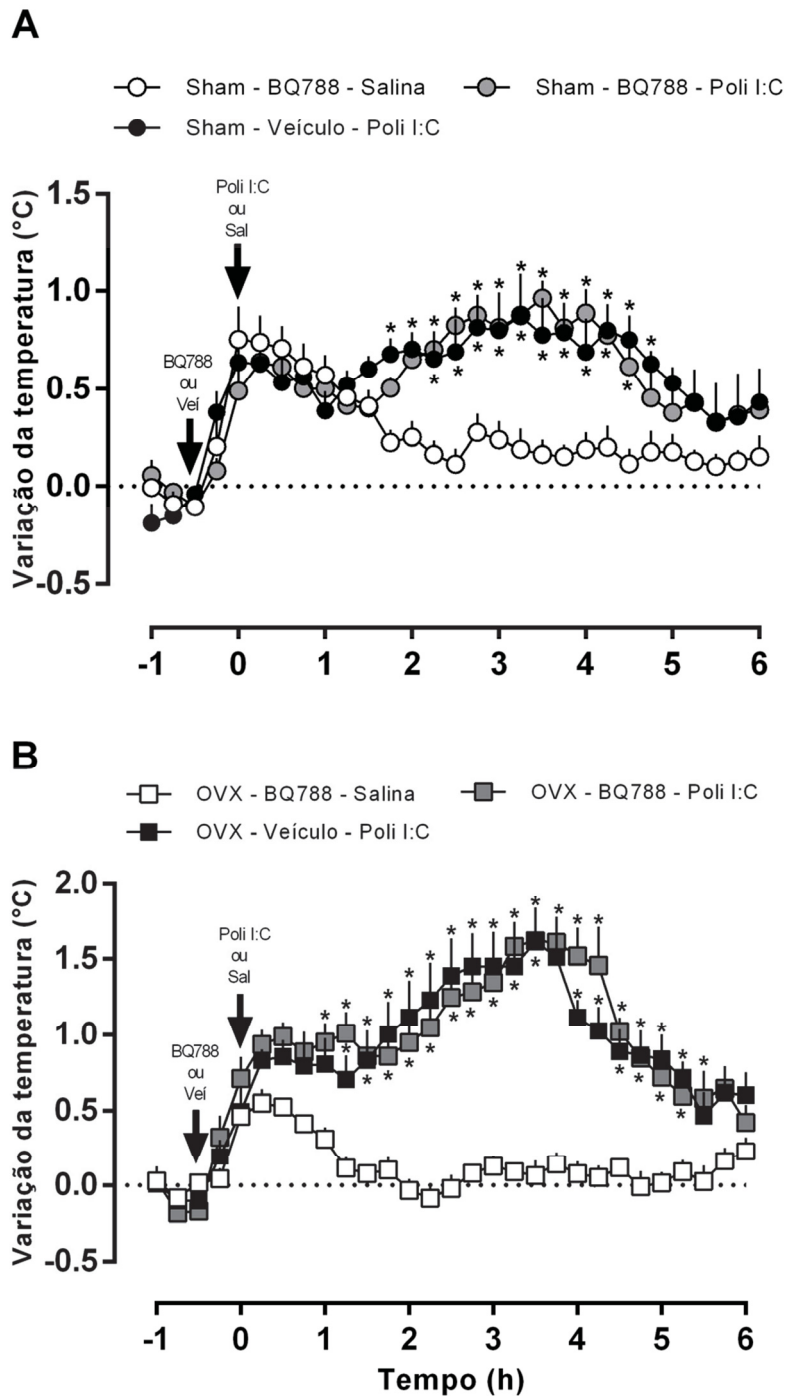 A
Sham - BQ788 - Salina
Sham - BQ788 - Poli I:C
Sham - Veículo - Poli I:C
Variação da temperatura (°C)
1.5
1.0
0.5
0.0
-0.5
Poli I:C
ou
Sal
BQ788
ou
Veí
* * * * * * * * * * * * *
* * * * * * * * * *
-1 0 1 2 3 4 5 6
B
OVX - BQ788 - Salina
OVX - BQ788 - Poli I:C
OVX - Veículo - Poli I:C
Variação da temperatura (°C)
2.0
1.5
1.0
0.5
0.0
-0.5
Poli I:C
ou
Sal
BQ788
ou
Veí
-1 0 1 2 3 4 5 6
Tempo (h)